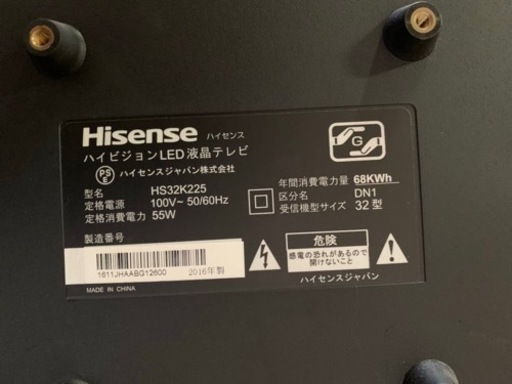 Hisense ハイセンス
ハイビジョンLED液晶テレビ
PS E ハイセンスジャパン株式会社
型名 HS32K225
定格電源 100V~ 50/60Hz
定格消費電力 55W
製造番号
1611JHAABG12600 2016年製
MADE IN CHINA
G
年間消費電力量 68KWh
区分名 DN1
受信機型サイズ 32型
危険
感電の恐れがあるので
開けないこと
ハイセンスジャパン